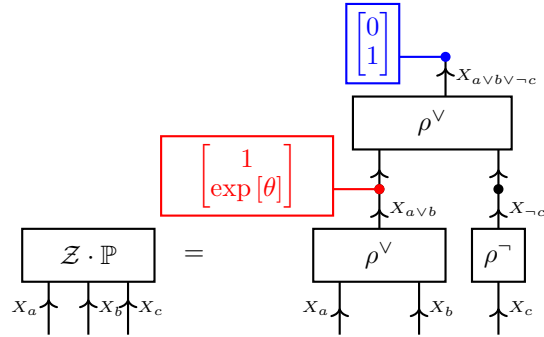 [0
1]
X_{a∨b∨¬c}
ρ^∨
[1
exp [θ]]
X_{a∨b}
X_{¬c}
𝒵 · ℙ
=
ρ^∨
ρ^¬
X_a X_b X_c
X_a X_b X_c